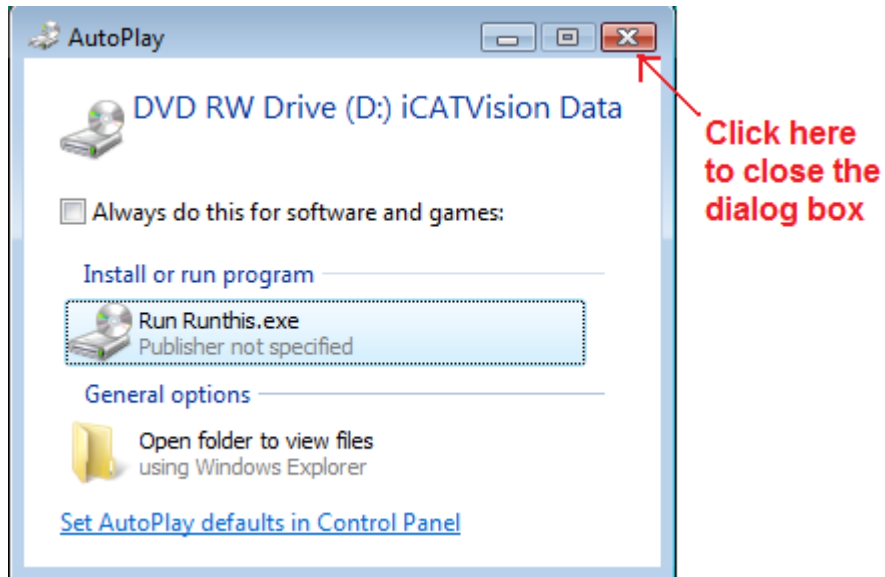 AutoPlay
DVD RW Drive (D:) iCATVision Data
Click here
to close the
dialog box
Always do this for software and games:
Install or run program
Run Runthis.exe
Publisher not specified
General options
Open folder to view files
using Windows Explorer
Set AutoPlay defaults in Control Panel